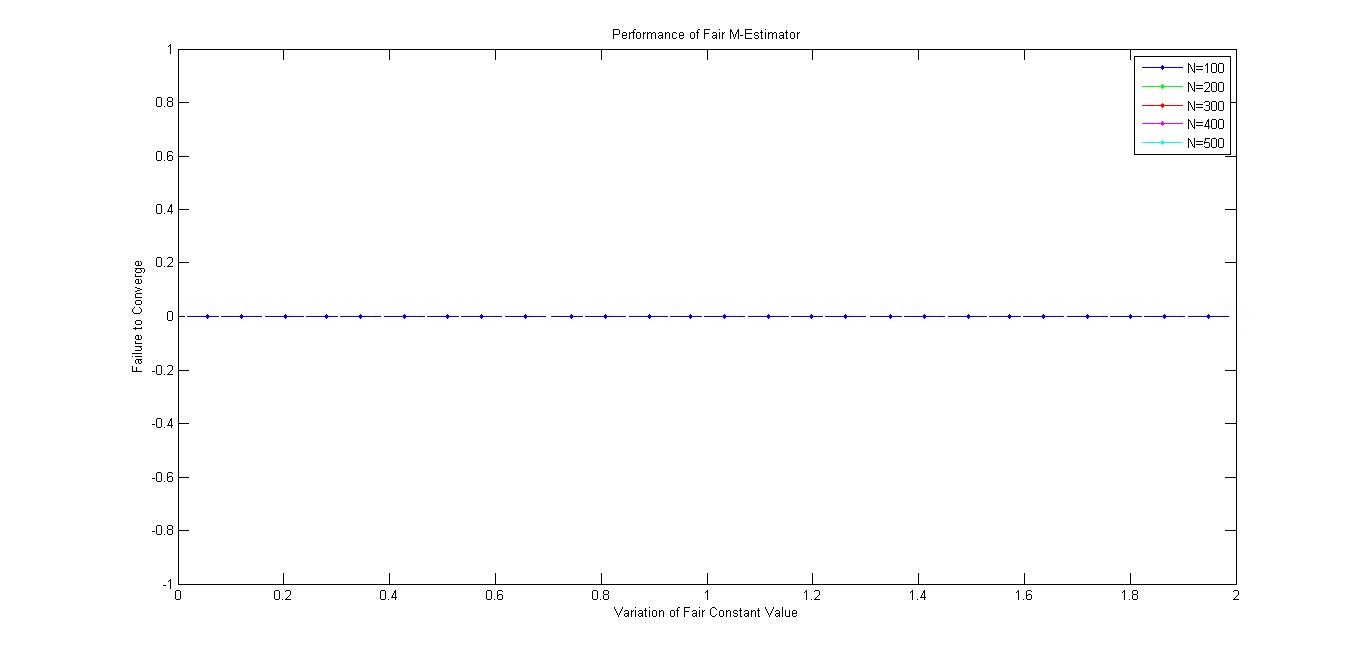 Performance of Fair M-Estimator
1
0.8
0.6
0.4
0.2
0
-0.2
-0.4
-0.6
-0.8
-1
Failure to Converge
N=100
N=200
N=300
N=400
N=500
0 0.2 0.4 0.6 0.8 1 1.2 1.4 1.6 1.8 2
Variation of Fair Constant Value